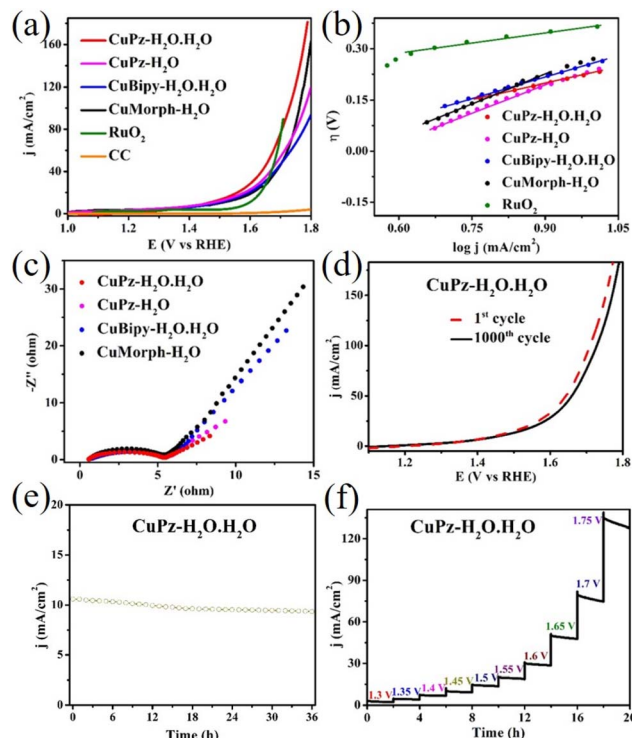 (a)
CuPz-H₂O.H₂O
CuPz-H₂O
CuBipy-H₂O.H₂O
CuMorph-H₂O
RuO₂
CC
j (mA/cm²)
160
120
80
40
0
1.0 1.2 1.4 1.6 1.8
E (V vs RHE)
(b)
η (V)
0.30
0.15
0.00
-0.15
CuPz-H₂O.H₂O
CuPz-H₂O
CuBipy-H₂O.H₂O
CuMorph-H₂O
RuO₂
0.60 0.75 0.90 1.05
log j (mA/cm²)
(c)
-Z'' (ohm)
30
25
20
15
10
5
0
CuPz-H₂O.H₂O
CuPz-H₂O
CuBipy-H₂O.H₂O
CuMorph-H₂O
0 5 10 15
Z' (ohm)
(d)
CuPz-H₂O.H₂O
1ˢᵗ cycle
1000ᵗʰ cycle
j (mA/cm²)
150
100
50
0
1.2 1.4 1.6 1.8
E (V vs RHE)
(e)
CuPz-H₂O.H₂O
j (mA/cm²)
20
15
10
5
0
0 6 12 18 24 30 36
Time (h)
(f)
CuPz-H₂O.H₂O
j (mA/cm²)
120
90
60
30
0
1.3 V
1.35 V
1.4 V
1.45 V
1.5 V
1.55 V
1.6 V
1.65 V
1.7 V
1.75 V
0 4 8 12 16 20
Time (h)